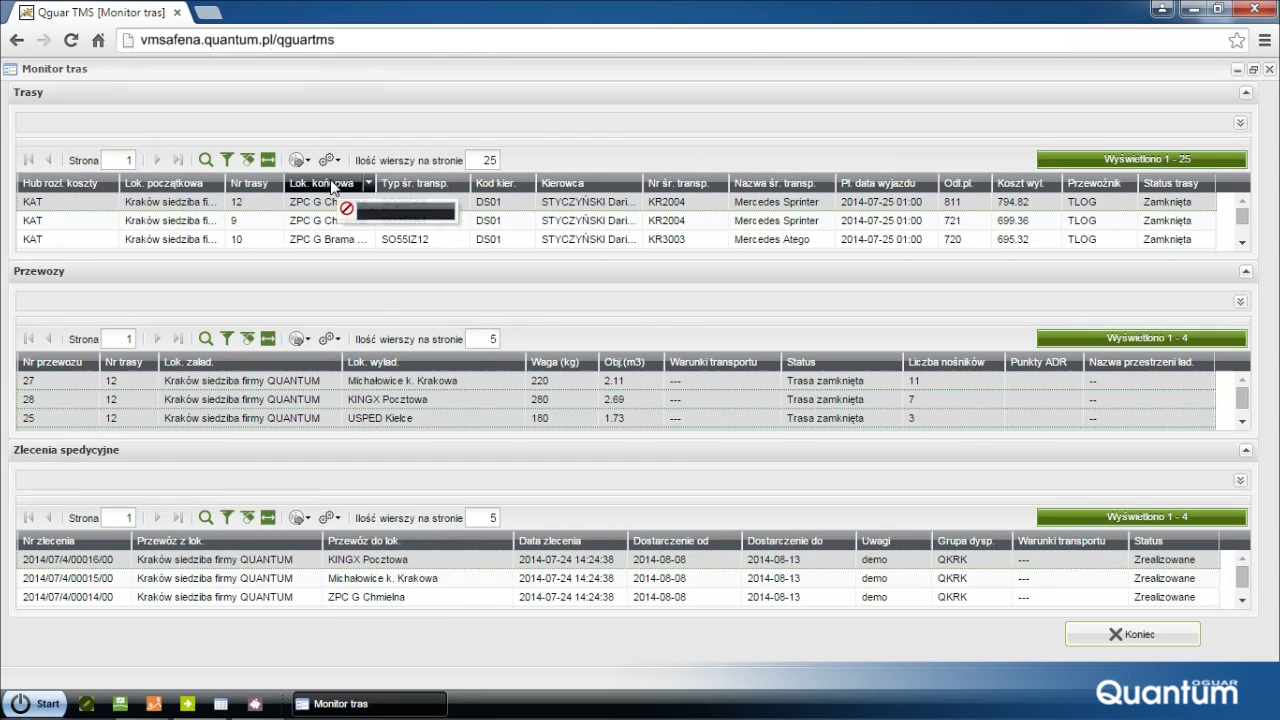 Qguar TMS [Monitor tras]
vmsafena.quantum.pl/qguartms
Monitor tras
Trasy
Strona 1 Ilość wierszy na stronie 25 Wyświetlono 1 - 25
Hub rozl. koszty Lok. początkowa Nr trasy Lok. końcowa Typ śr. transp. Kod kier. Kierowca Nr śr. transp. Nazwa śr. transp. Pl. data wyjazdu Odl.pl. Koszt wyl. Przewoźnik Status trasy
KAT Kraków siedziba fi... 12 ZPC G Ch DS01 STYCZYŃSKI Dari... KR2004 Mercedes Sprinter 2014-07-25 01:00 811 794.82 TLOG Zamknięta
KAT Kraków siedziba fi... 9 ZPC G Ch DS01 STYCZYŃSKI Dari... KR2004 Mercedes Sprinter 2014-07-25 01:00 721 699.36 TLOG Zamknięta
KAT Kraków siedziba fi... 10 ZPC G Brama ... SO55IZ12 DS01 STYCZYŃSKI Dari... KR3003 Mercedes Atego 2014-07-25 01:00 720 695.32 TLOG Zamknięta
Przewozy
Strona 1 Ilość wierszy na stronie 5 Wyświetlono 1 - 4
Nr przewozu Nr trasy Lok. załad. Lok. wyład. Waga (kg) Obj.(m3) Warunki transportu Status Liczba nośników Punkty ADR Nazwa przestrzeni ład.
27 12 Kraków siedziba firmy QUANTUM Michałowice k. Krakowa 220 2.11 --- Trasa zamknięta 11 --
28 12 Kraków siedziba firmy QUANTUM KINGX Pocztowa 280 2.69 --- Trasa zamknięta 7 --
25 12 Kraków siedziba firmy QUANTUM USPED Kielce 180 1.73 --- Trasa zamknięta 3 --
Zlecenia spedycyjne
Strona 1 Ilość wierszy na stronie 5 Wyświetlono 1 - 4
Nr zlecenia Przewóz z lok. Przewóz do lok. Data zlecenia Dostarczenie od Dostarczenie do Uwagi Grupa dysp. Warunki transportu Status
2014/07/4/00016/00 Kraków siedziba firmy QUANTUM KINGX Pocztowa 2014-07-24 14:24:38 2014-08-08 2014-08-13 demo QKRK --- Zrealizowane
2014/07/4/00015/00 Kraków siedziba firmy QUANTUM Michałowice k. Krakowa 2014-07-24 14:24:38 2014-08-08 2014-08-13 demo QKRK --- Zrealizowane
2014/07/4/00014/00 Kraków siedziba firmy QUANTUM ZPC G Chmielna 2014-07-24 14:24:38 2014-08-08 2014-08-13 demo QKRK --- Zrealizowane
Koniec
Start Monitor tras
QGUAR
Quantum